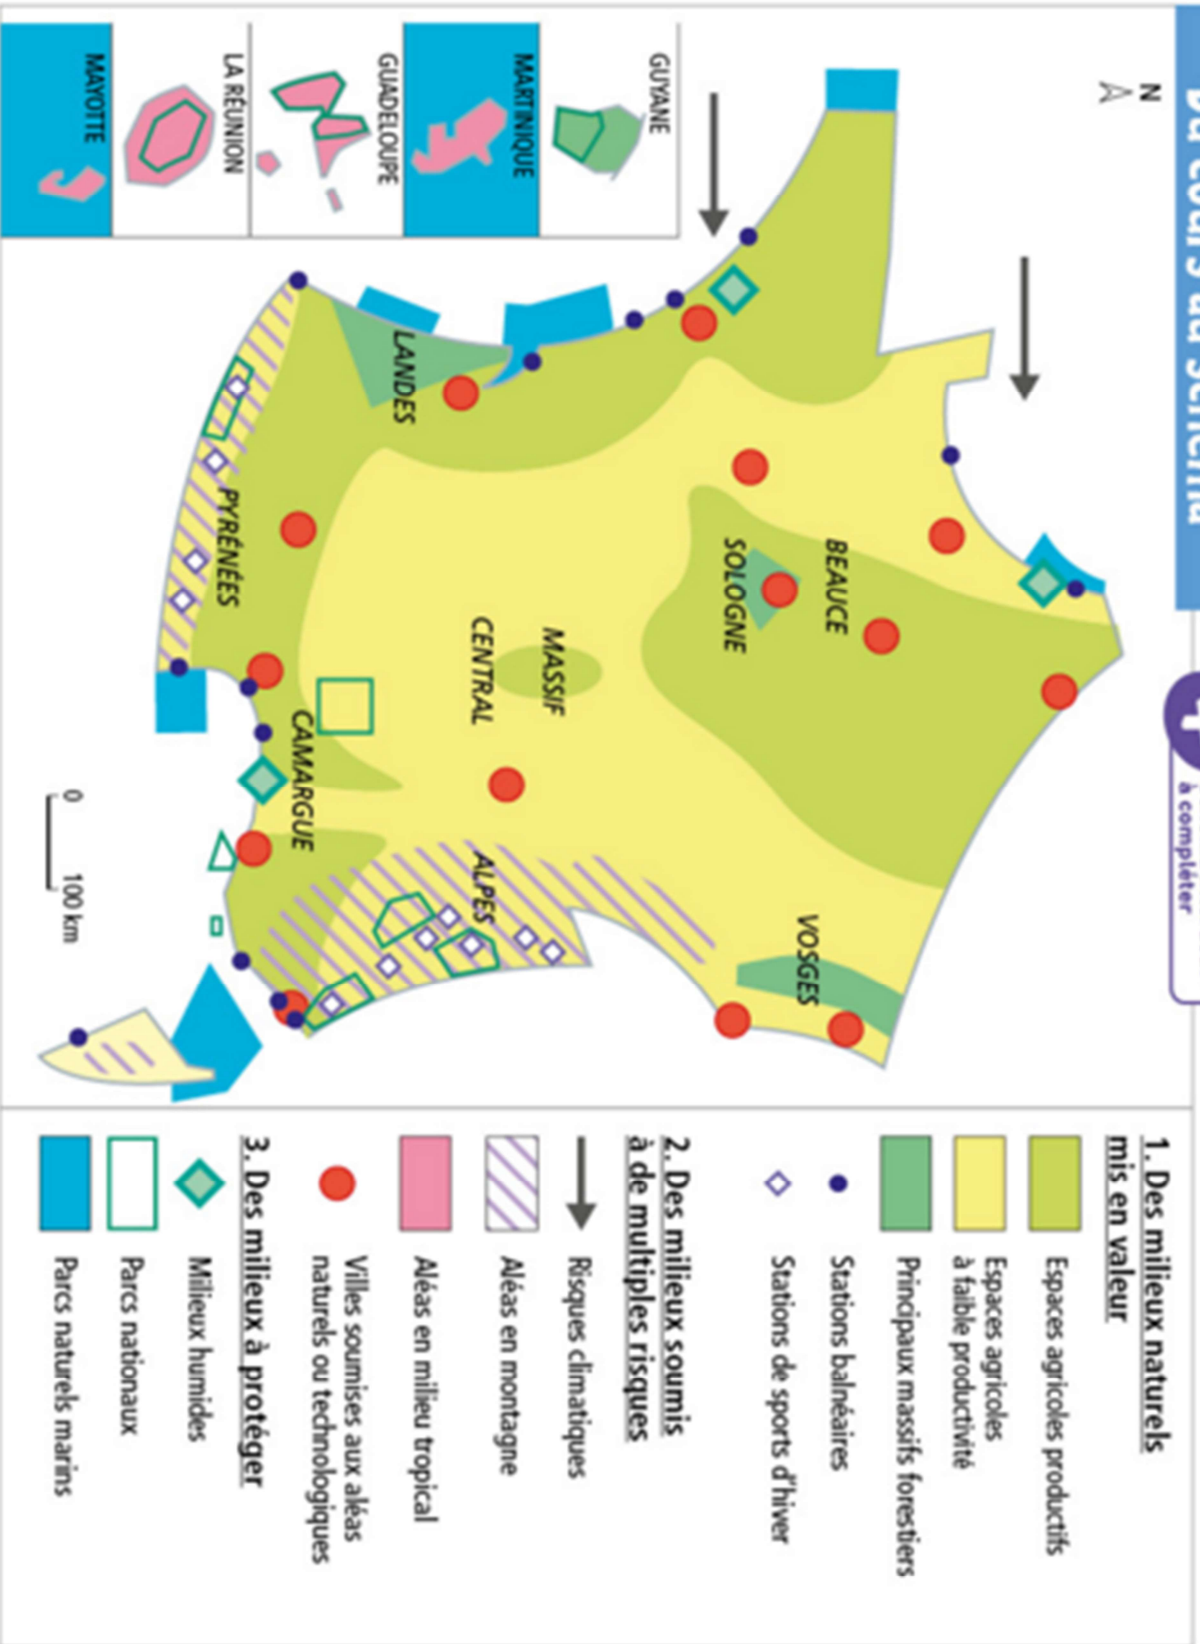 Du cours au schéma
à compléter
N
GUYANE
MARTINIQUE
GUADELOUPE
LA RÉUNION
MAYOTTE
BEAUCE
SOLOGNE
VOSGES
MASSIF
CENTRAL
LANDES
ALPES
CAMARGUE
PYRÉNÉES
0 100 km
1. Des milieux naturels
mis en valeur
Espaces agricoles productifs
Espaces agricoles
à faible productivité
Principaux massifs forestiers
Stations balnéaires
Stations de sports d'hiver
2. Des milieux soumis
à de multiples risques
Risques climatiques
Aléas en montagne
Aléas en milieu tropical
Villes soumises aux aléas
naturels ou technologiques
3. Des milieux à protéger
Milieux humides
Parcs nationaux
Parcs naturels marins